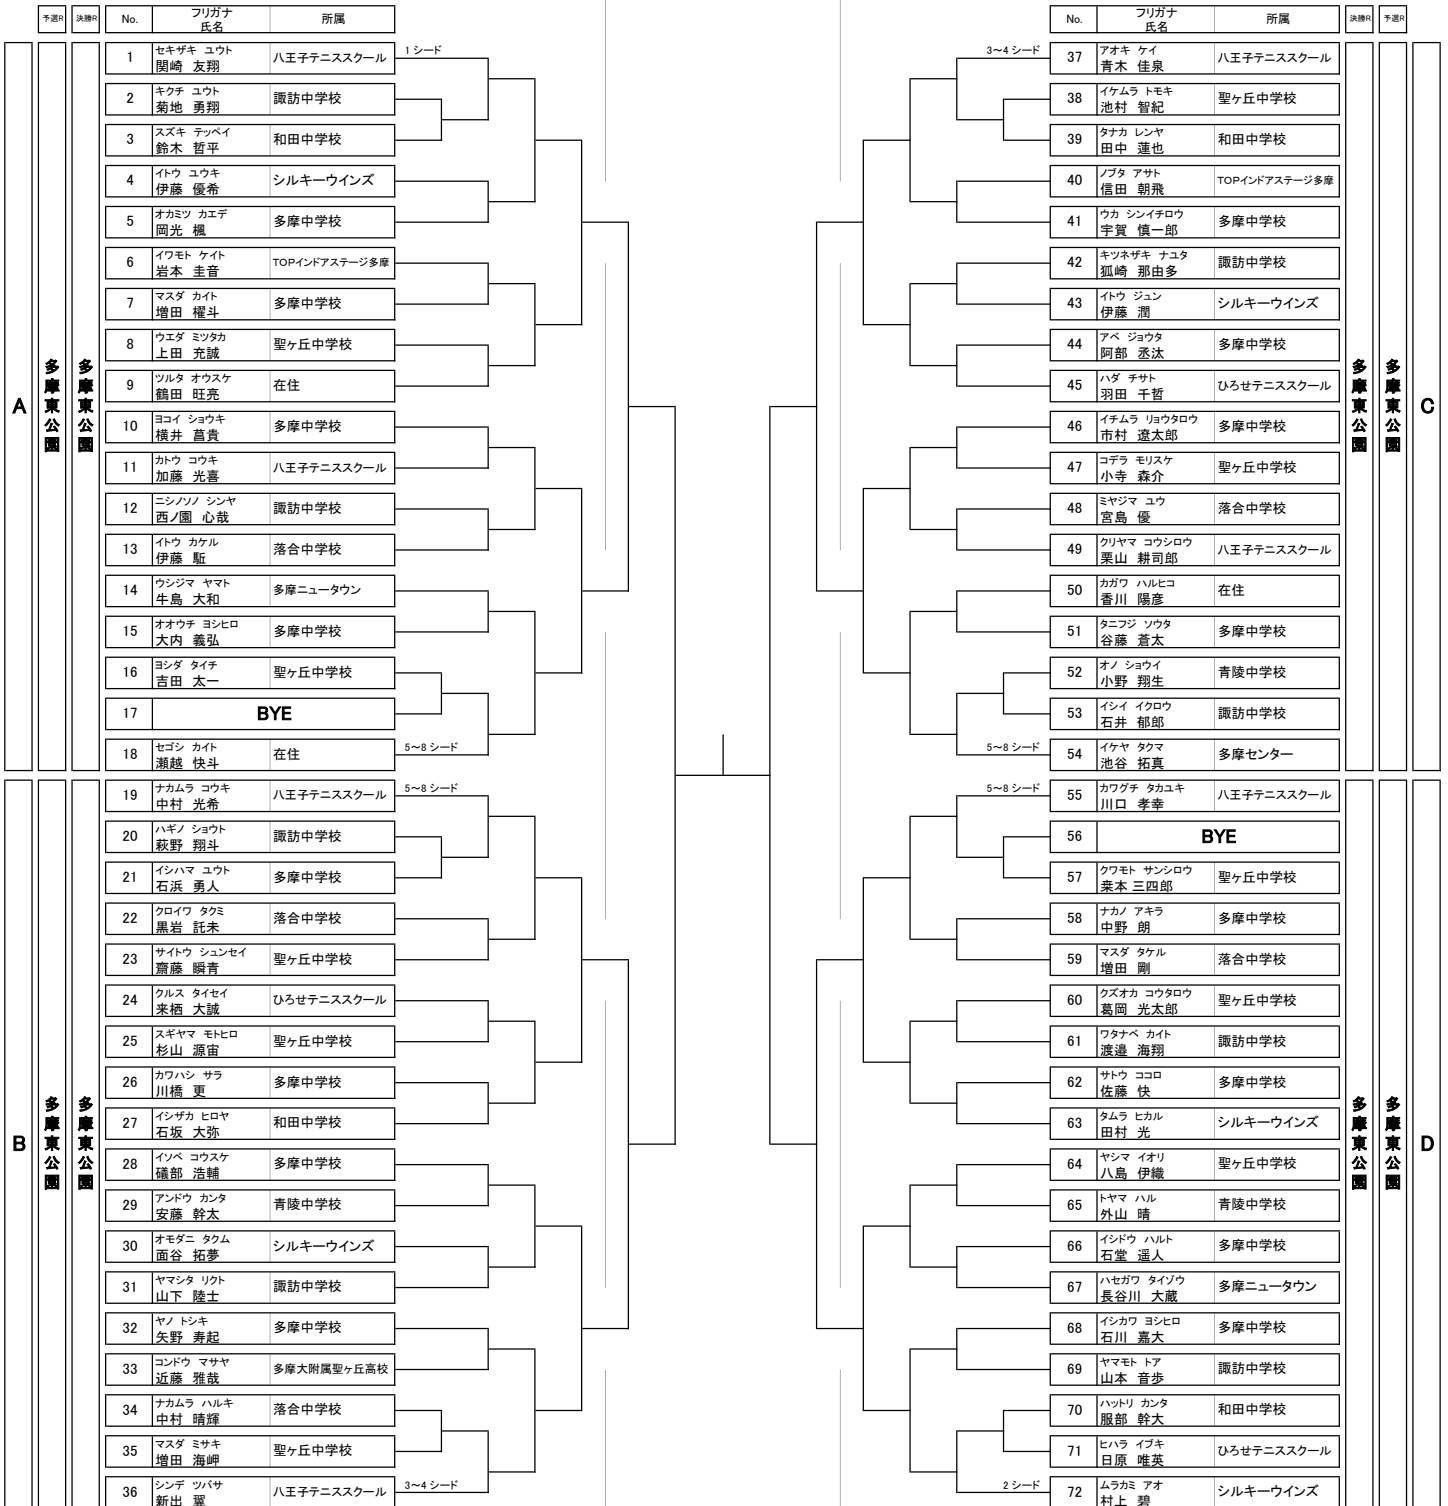 予選R 決勝R No. フリガナ 氏名 所属
A 多摩東公園 多摩東公園
1 セキザキ ユウト 関崎 友翔 八王子テニススクール 1シード
2 キクチ ユウト 菊地 勇翔 諏訪中学校
3 スズキ テッペイ 鈴木 哲平 和田中学校
4 イトウ ユウキ 伊藤 優希 シルキーウインズ
5 オカミツ カエデ 岡光 楓 多摩中学校
6 イワモト ケイト 岩本 圭音 TOPインドアステージ多摩
7 マスダ カイト 増田 櫂斗 多摩中学校
8 ウエダ ミツタカ 上田 充誠 聖ヶ丘中学校
9 ツルタ オウスケ 鶴田 旺亮 在住
10 ヨコイ ショウキ 横井 菖貴 多摩中学校
11 カトウ コウキ 加藤 光喜 八王子テニススクール
12 ニシノソノ シンヤ 西ノ園 心哉 諏訪中学校
13 イトウ カケル 伊藤 駈 落合中学校
14 ウシジマ ヤマト 牛島 大和 多摩ニュータウン
15 オオウチ ヨシヒロ 大内 義弘 多摩中学校
16 ヨシダ タイチ 吉田 太一 聖ヶ丘中学校
17 BYE
18 セゴシ カイト 瀬越 快斗 在住 5~8シード
B 多摩東公園 多摩東公園
19 ナカムラ コウキ 中村 光希 八王子テニススクール 5~8シード
20 ハギノ ショウト 萩野 翔斗 諏訪中学校
21 イシハマ ユウト 石浜 勇人 多摩中学校
22 クロイワ タクミ 黒岩 託未 落合中学校
23 サイトウ シュンセイ 齋藤 瞬青 聖ヶ丘中学校
24 クルス タイセイ 来栖 大誠 ひろせテニススクール
25 スギヤマ モトヒロ 杉山 源宙 聖ヶ丘中学校
26 カワハシ サラ 川橋 更 多摩中学校
27 イシザカ ヒロヤ 石坂 大弥 和田中学校
28 イソベ コウスケ 礒部 浩輔 多摩中学校
29 アンドウ カンタ 安藤 幹太 青陵中学校
30 オモダニ タクム 面谷 拓夢 シルキーウインズ
31 ヤマシタ リクト 山下 陸士 諏訪中学校
32 ヤノ トシキ 矢野 寿起 多摩中学校
33 コンドウ マサヤ 近藤 雅哉 多摩大附属聖ヶ丘高校
34 ナカムラ ハルキ 中村 晴輝 落合中学校
35 マスダ ミサキ 増田 海岬 聖ヶ丘中学校
36 シンデ ツバサ 新出 翼 八王子テニススクール 3~4シード
No. フリガナ 氏名 所属 決勝R 予選R
C 多摩東公園 多摩東公園
3~4シード 37 アオキ ケイ 青木 佳泉 八王子テニススクール
38 イケムラ トモキ 池村 智紀 聖ヶ丘中学校
39 タナカ レンヤ 田中 蓮也 和田中学校
40 ノブタ アサト 信田 朝飛 TOPインドアステージ多摩
41 ウカ シンイチロウ 宇賀 慎一郎 多摩中学校
42 キツネザキ ナユタ 狐崎 那由多 諏訪中学校
43 イトウ ジュン 伊藤 潤 シルキーウインズ
44 アベ ジョウタ 阿部 丞汰 多摩中学校
45 ハダ チサト 羽田 千哲 ひろせテニススクール
46 イチムラ リョウタロウ 市村 遼太郎 多摩中学校
47 コデラ モリスケ 小寺 森介 聖ヶ丘中学校
48 ミヤジマ ユウ 宮島 優 落合中学校
49 クリヤマ コウシロウ 栗山 耕司郎 八王子テニススクール
50 カガワ ハルヒコ 香川 陽彦 在住
51 タニフジ ソウタ 谷藤 蒼太 多摩中学校
52 オノ ショウイ 小野 翔生 青陵中学校
53 イシイ イクロウ 石井 郁郎 諏訪中学校
5~8シード 54 イケヤ タクマ 池谷 拓真 多摩センター
D 多摩東公園 多摩東公園
5~8シード 55 カワグチ タカユキ 川口 孝幸 八王子テニススクール
56 BYE
57 クワモト サンシロウ 桒本 三四郎 聖ヶ丘中学校
58 ナカノ アキラ 中野 朗 多摩中学校
59 マスダ タケル 増田 剛 落合中学校
60 クズオカ コウタロウ 葛岡 光太郎 聖ヶ丘中学校
61 ワタナベ カイト 渡邉 海翔 諏訪中学校
62 サトウ ココロ 佐藤 快 多摩中学校
63 タムラ ヒカル 田村 光 シルキーウインズ
64 ヤシマ イオリ 八島 伊織 聖ヶ丘中学校
65 トヤマ ハル 外山 晴 青陵中学校
66 イシドウ ハルト 石堂 遥人 多摩中学校
67 ハセガワ タイゾウ 長谷川 大蔵 多摩ニュータウン
68 イシカワ ヨシヒロ 石川 嘉大 多摩中学校
69 ヤマモト トア 山本 音歩 諏訪中学校
70 ハットリ カンタ 服部 幹大 和田中学校
71 ヒハラ イブキ 日原 唯英 ひろせテニススクール
2シード 72 ムラカミ アオ 村上 碧 シルキーウインズ